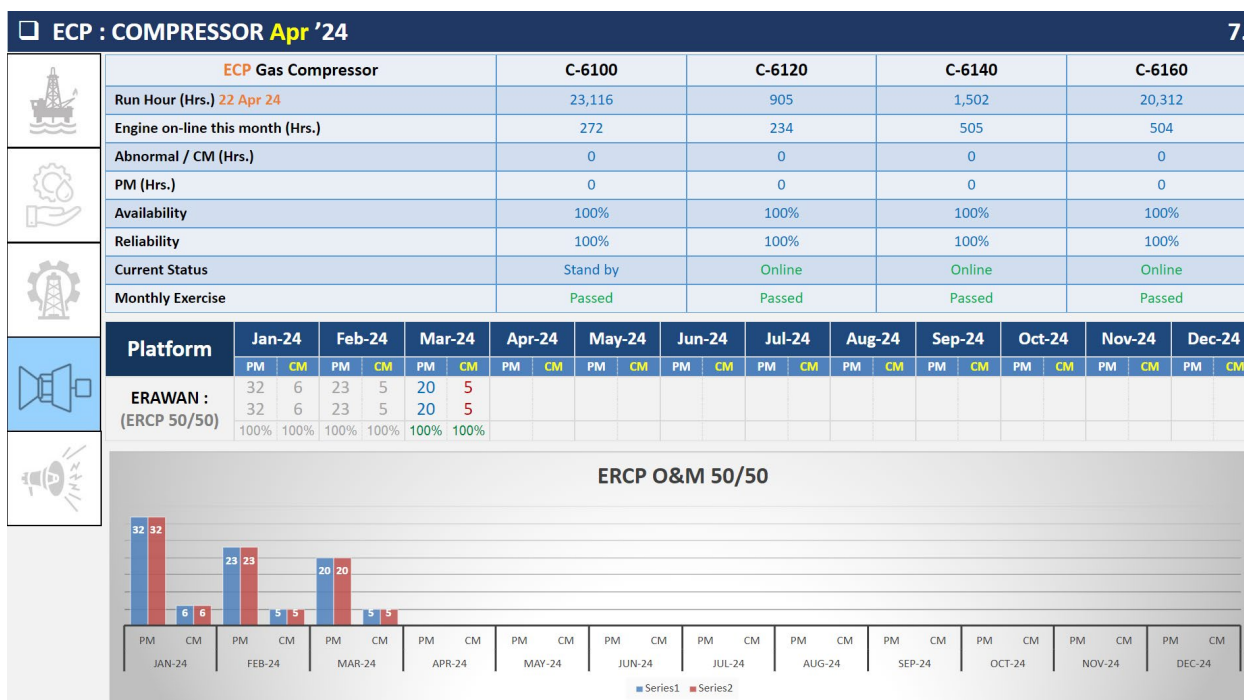 ❑ ECP : COMPRESSOR Apr '24 7.
ECP Gas Compressor C-6100 C-6120 C-6140 C-6160
Run Hour (Hrs.) 22 Apr 24 23,116 905 1,502 20,312
Engine on-line this month (Hrs.) 272 234 505 504
Abnormal / CM (Hrs.) 0 0 0 0
PM (Hrs.) 0 0 0 0
Availability 100% 100% 100% 100%
Reliability 100% 100% 100% 100%
Current Status Stand by Online Online Online
Monthly Exercise Passed Passed Passed Passed
Platform Jan-24 Feb-24 Mar-24 Apr-24 May-24 Jun-24 Jul-24 Aug-24 Sep-24 Oct-24 Nov-24 Dec-24
PM CM PM CM PM CM PM CM PM CM PM CM PM CM PM CM PM CM PM CM PM CM PM CM
ERAWAN :
(ERCP 50/50)
32 6 23 5 20 5
32 6 23 5 20 5
100% 100% 100% 100% 100% 100%
ERCP O&M 50/50
32 32 6 6 23 23 5 5 20 20 5 5
PM CM PM CM PM CM PM CM PM CM PM CM PM CM PM CM PM CM PM CM PM CM PM CM
JAN-24 FEB-24 MAR-24 APR-24 MAY-24 JUN-24 JUL-24 AUG-24 SEP-24 OCT-24 NOV-24 DEC-24
Series1 Series2